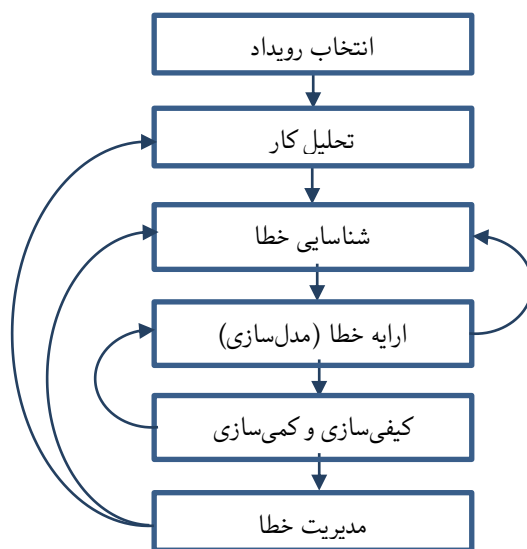 انتخاب رویداد
تحلیل کار
شناسایی خطا
ارایه خطا (مدل‌سازی)
کیفی‌سازی و کمی‌سازی
مدیریت خطا